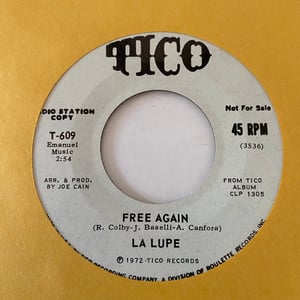 TICO
RADIO STATION
COPY
Not For Sale
T-609
Emanuel
Music
2:54
45 RPM
(3536)
ARR. & PROD.
BY JOE CAIN
FROM TICO
ALBUM
CLP 1305
FREE AGAIN
(R. Colby-J. Baselli-A. Canfora)
LA LUPE
© 1972-TICO RECORDS
RECORDING COMPANY A DIVISION OF ROULETTE RECORDS, INC.